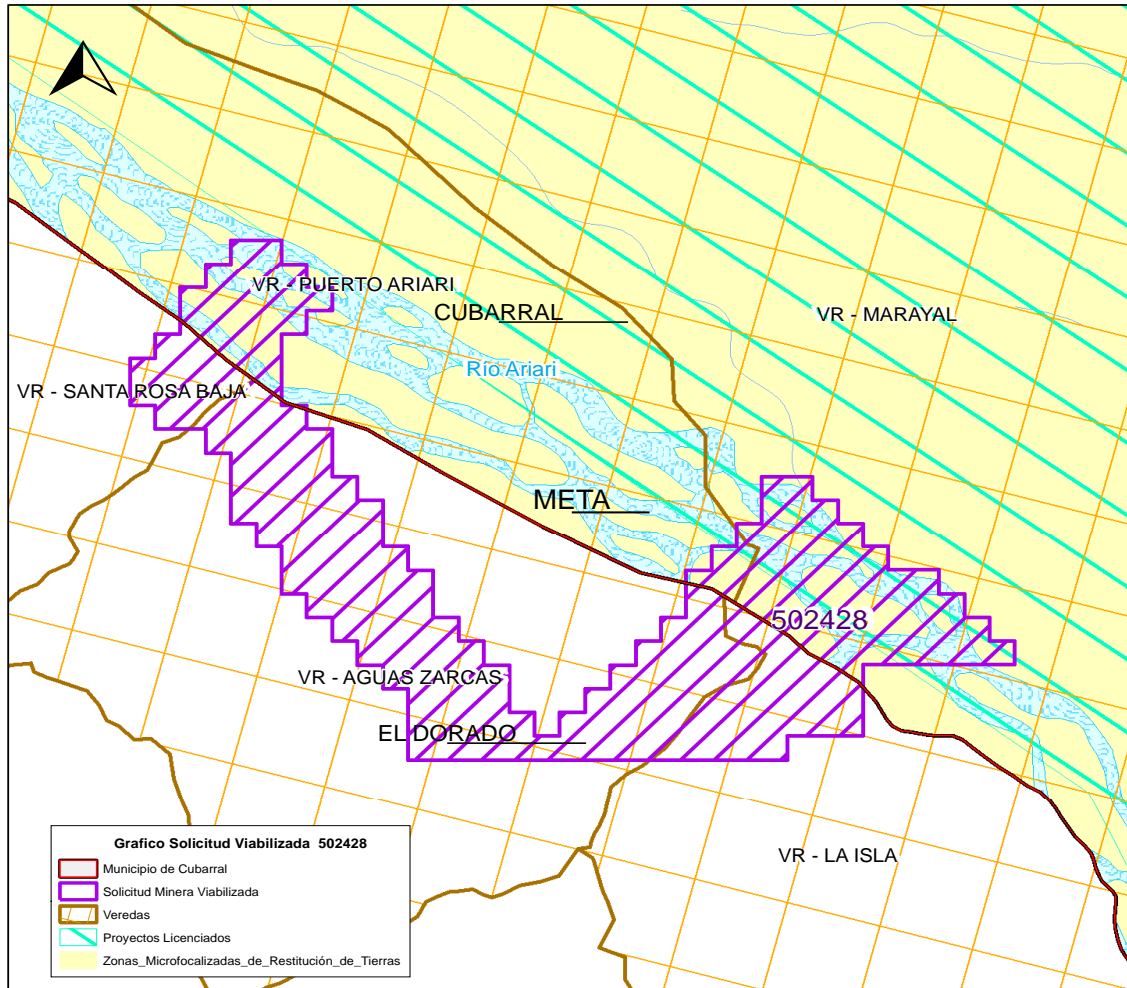 VR - PUERTO ARIARI
CUBARRAL
VR - MARAYAL
Río Ariari
VR - SANTA ROSA BAJA
META
502428
VR - AGUAS ZARCAS
EL DORADO
VR - LA ISLA
Grafico Solicitud Viabilizada 502428
Municipio de Cubarral
Solicitud Minera Viabilizada
Veredas
Proyectos Licenciados
Zonas_Microfocalizadas_de_Restitución_de_Tierras